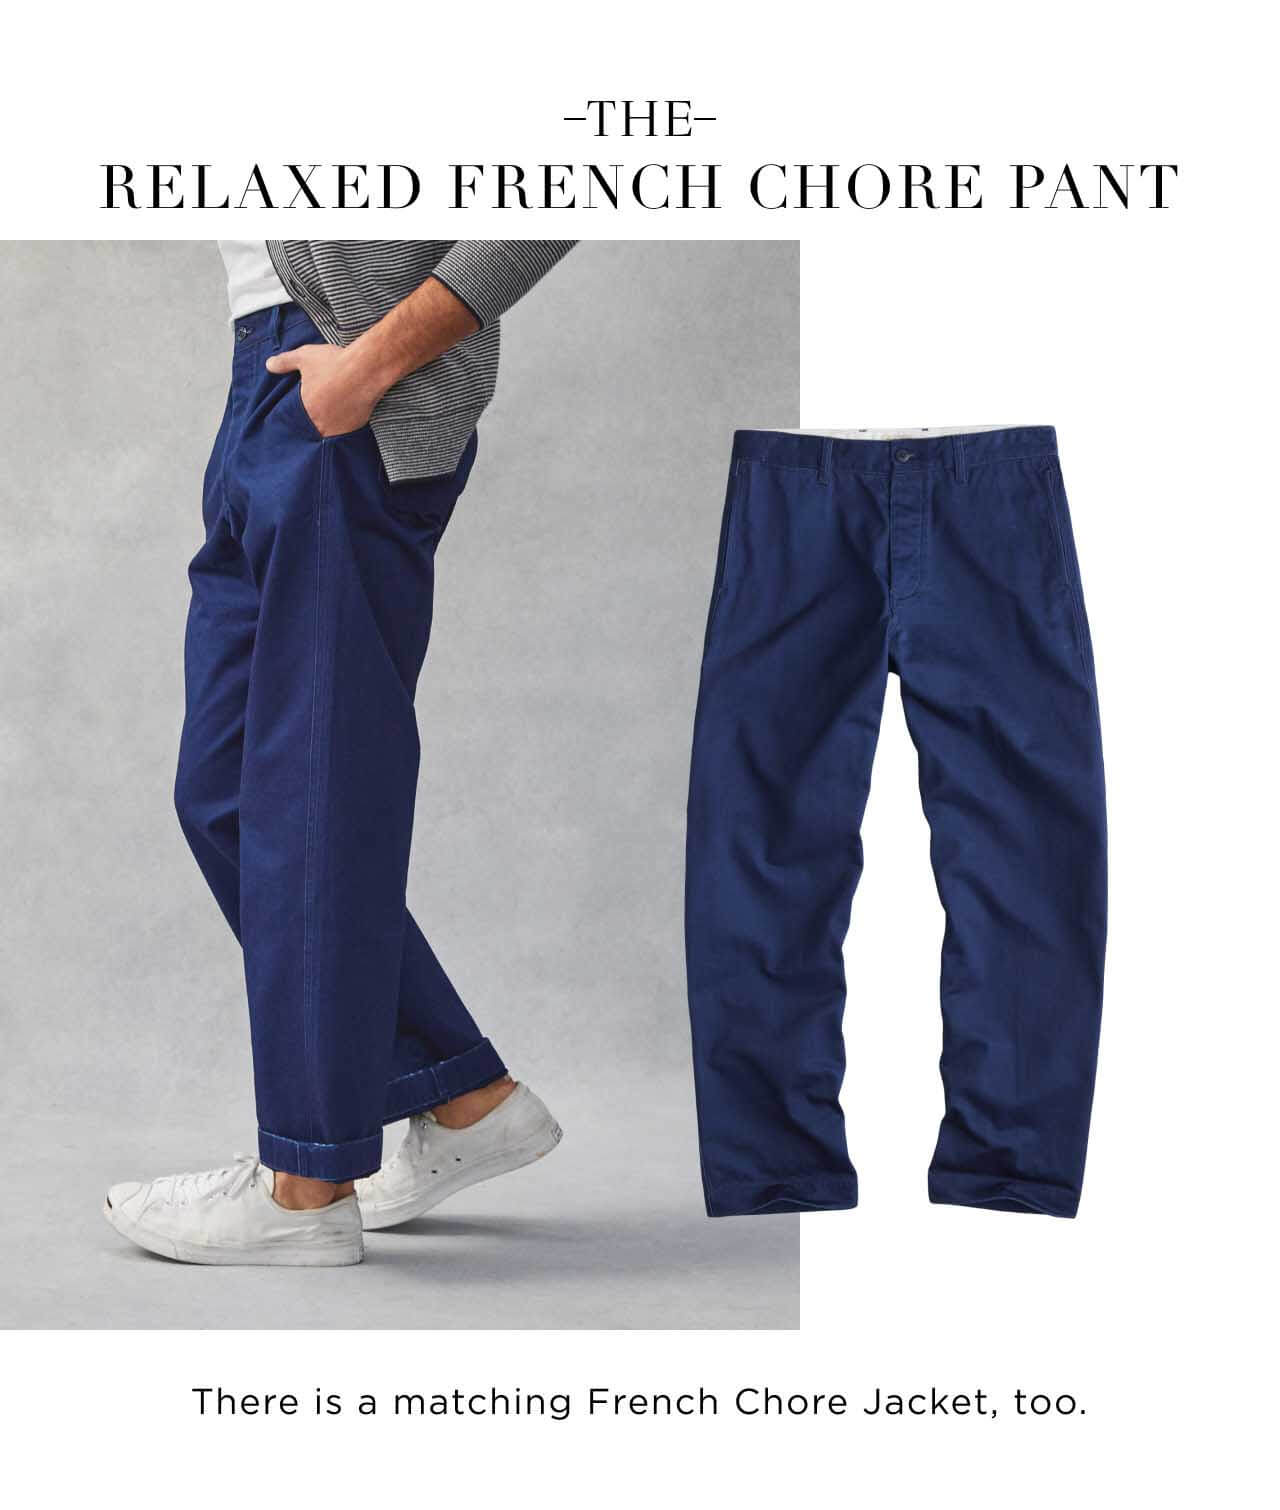 –THE–
RELAXED FRENCH CHORE PANT
There is a matching French Chore Jacket, too.